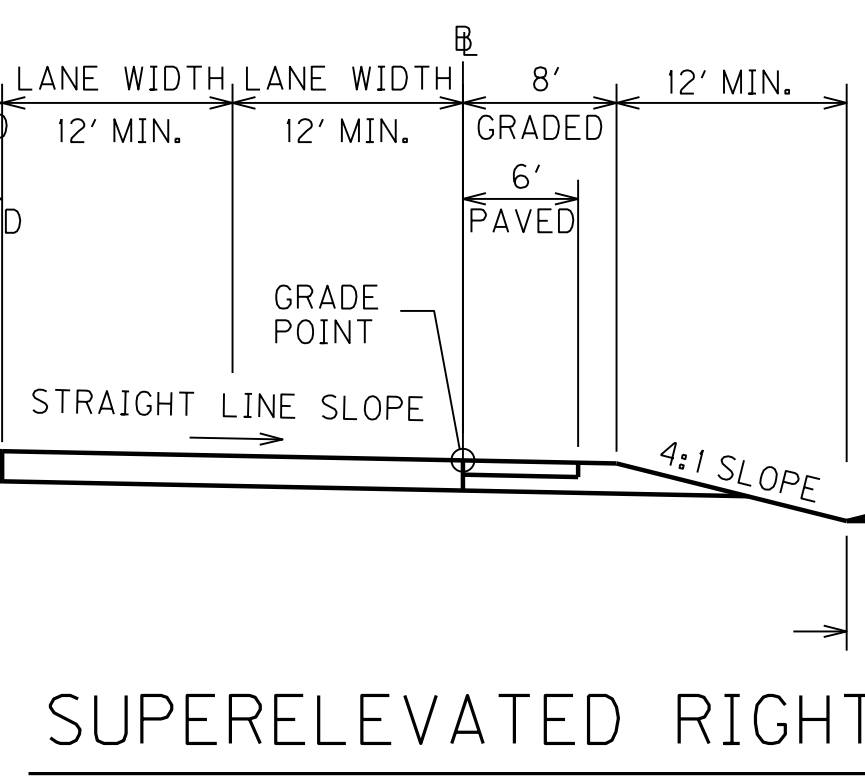 BL
LANE WIDTH LANE WIDTH 8' 12' MIN.
12' MIN. 12' MIN. GRADED
6'
D PAVED
GRADE
POINT
STRAIGHT LINE SLOPE
4:1 SLOPE
SUPERELEVATED RIGHT